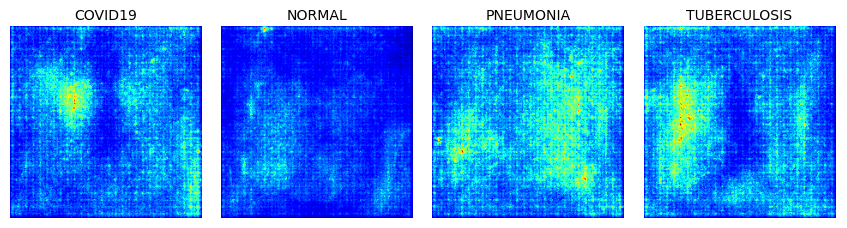 COVID19
NORMAL
PNEUMONIA
TUBERCULOSIS